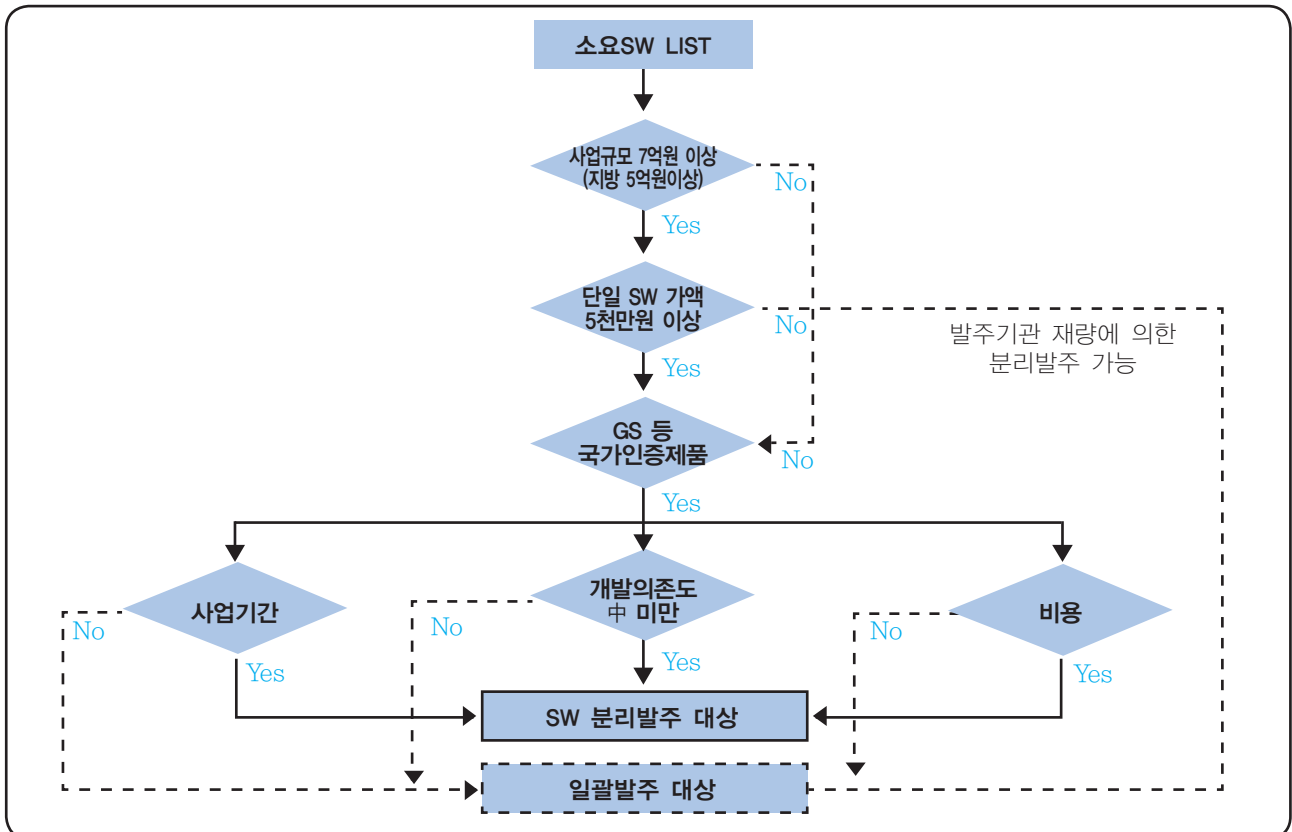 소요SW LIST
사업규모 7억원 이상
(지방 5억원이상)
No
Yes
단일 SW 가액
5천만원 이상
No
발주기관 재량에 의한
분리발주 가능
Yes
GS 등
국가인증제품
No
Yes
사업기간
No
Yes
개발의존도
中 미만
No
Yes
비용
No
Yes
SW 분리발주 대상
일괄발주 대상